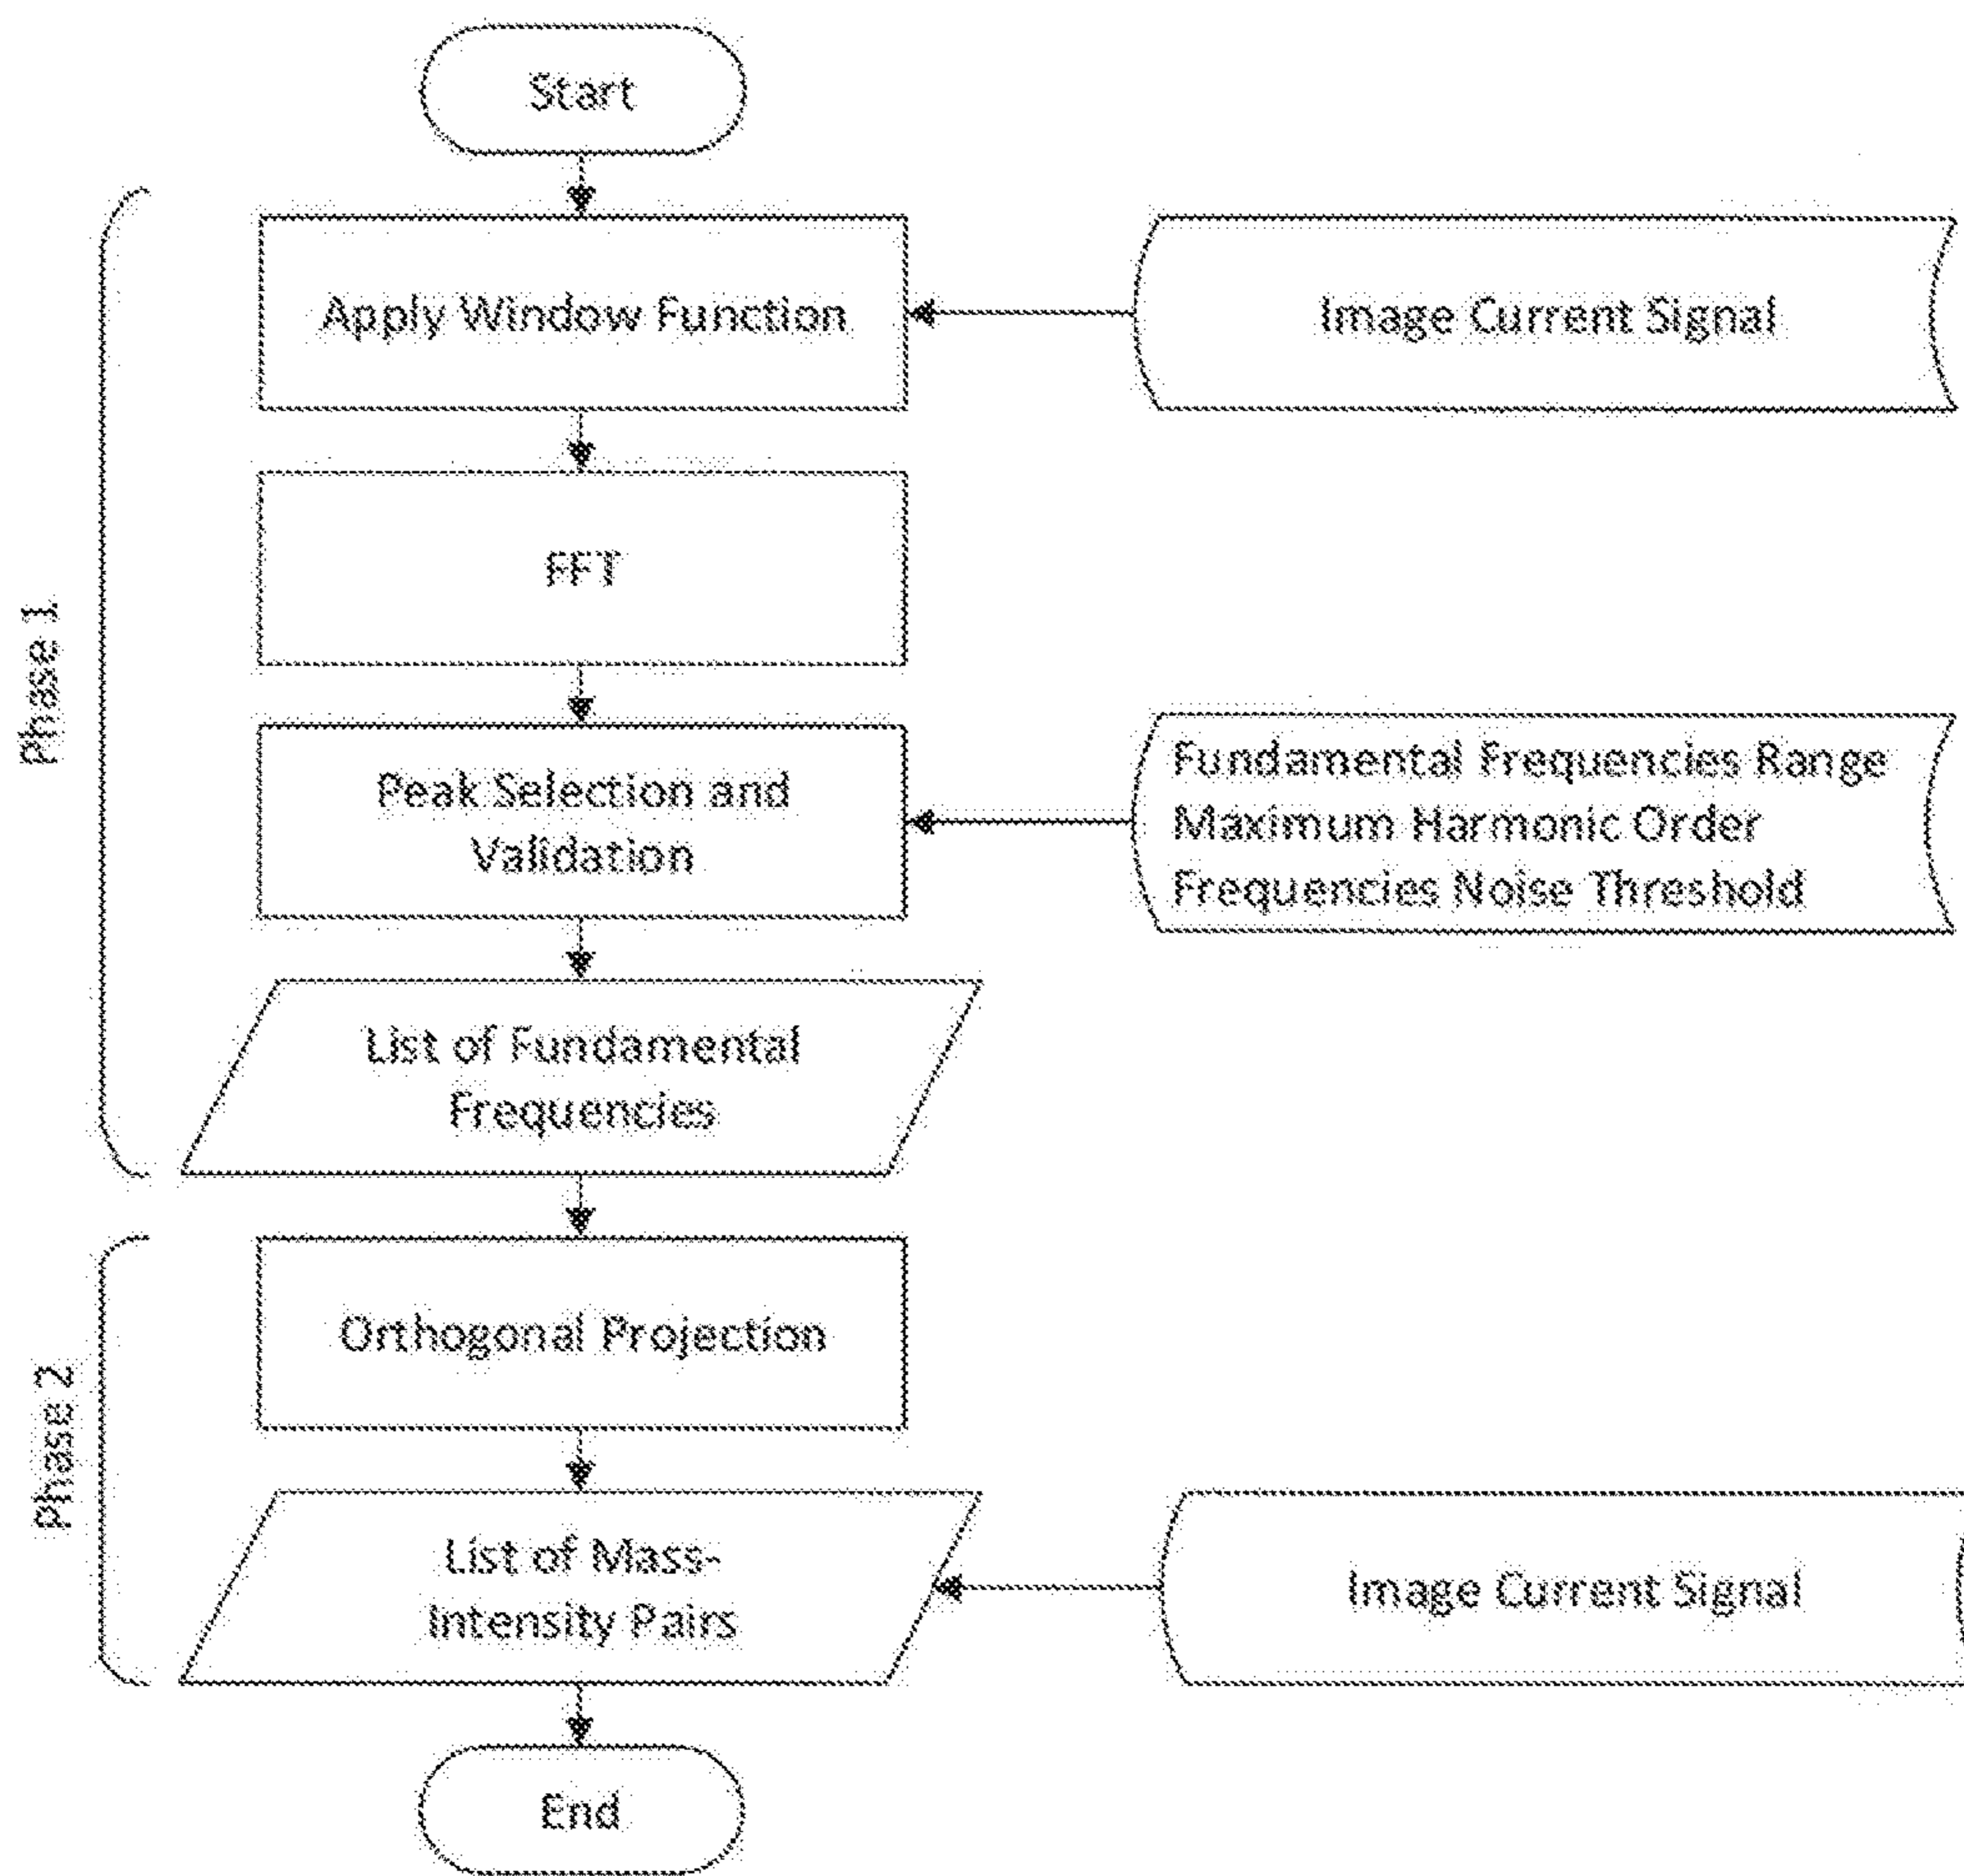 Start
Apply Window Function
Image Current Signal
FFT
Phase 1
Peak Selection and
Validation
Fundamental Frequencies Range
Maximum Harmonic Order
Frequencies Noise Threshold
List of Fundamental
Frequencies
Orthogonal Projection
Phase 2
List of Mass-
Intensity Pairs
Image Current Signal
End